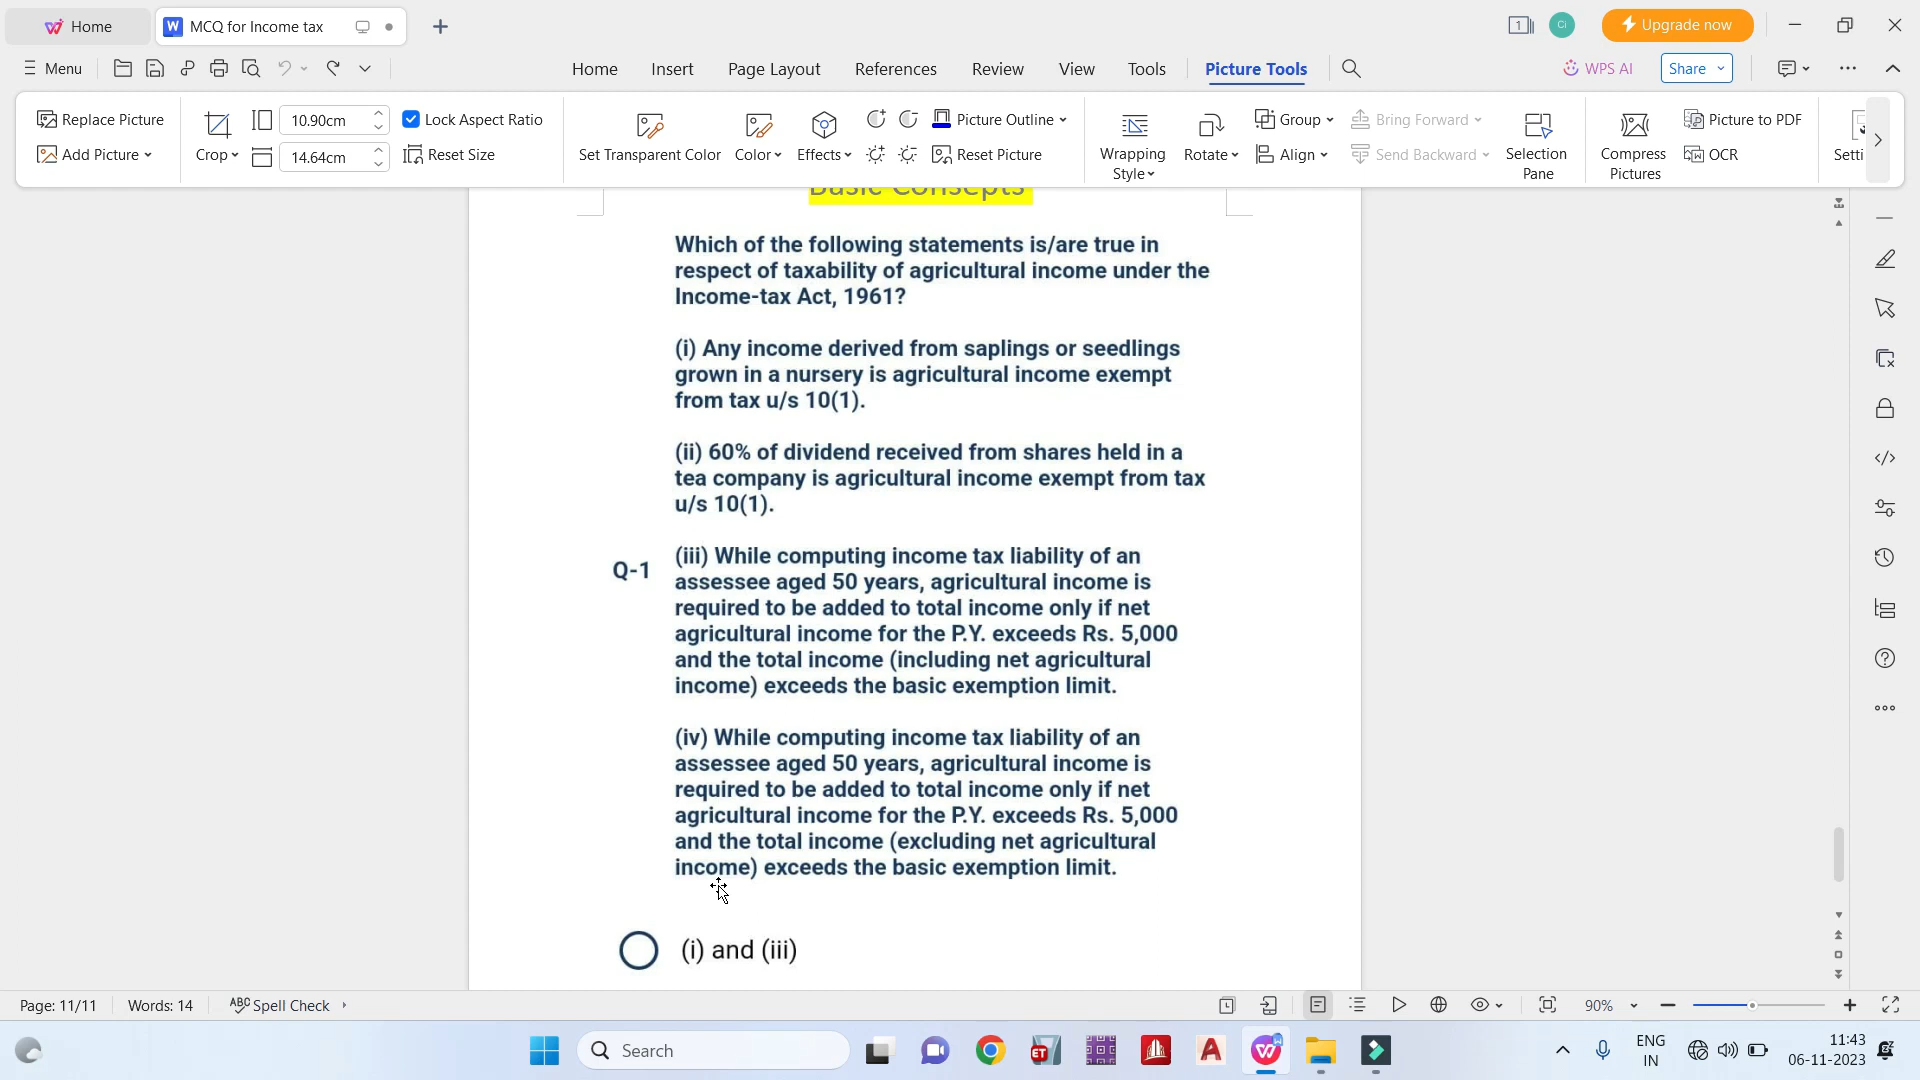 Home
MCQ for Income tax
1
Ci
Upgrade now
Menu
Home Insert Page Layout References Review View Tools Picture Tools
WPS AI
Share
Replace Picture
Add Picture
Crop
10.90cm
14.64cm
Lock Aspect Ratio
Reset Size
Set Transparent Color
Color
Effects
Picture Outline
Reset Picture
Wrapping
Style
Rotate
Group
Align
Bring Forward
Send Backward
Selection
Pane
Compress
Pictures
Picture to PDF
OCR
Setti
Basic Consepts
Which of the following statements is/are true in
respect of taxability of agricultural income under the
Income-tax Act, 1961?
(i) Any income derived from saplings or seedlings
grown in a nursery is agricultural income exempt
from tax u/s 10(1).
(ii) 60% of dividend received from shares held in a
tea company is agricultural income exempt from tax
u/s 10(1).
Q-1
(iii) While computing income tax liability of an
assessee aged 50 years, agricultural income is
required to be added to total income only if net
agricultural income for the P.Y. exceeds Rs. 5,000
and the total income (including net agricultural
income) exceeds the basic exemption limit.
(iv) While computing income tax liability of an
assessee aged 50 years, agricultural income is
required to be added to total income only if net
agricultural income for the P.Y. exceeds Rs. 5,000
and the total income (excluding net agricultural
income) exceeds the basic exemption limit.
(i) and (iii)
Page: 11/11 Words: 14 ABC Spell Check
90%
Search
ET
ENG
IN
11:43
06-11-2023